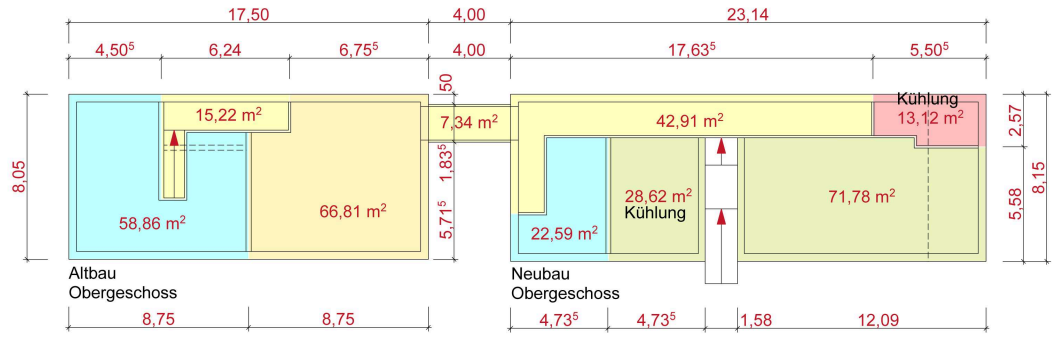 17,50 4,00 23,14
4,50⁵ 6,24 6,75⁵ 4,00 17,63⁵ 5,50⁵
50
Kühlung
15,22 m² 7,34 m² 42,91 m² 13,12 m²
2,57
8,05 1,83⁵ 8,15
58,86 m² 66,81 m² 28,62 m² 71,78 m²
Kühlung
5,71⁵ 5,58
22,59 m²
Altbau
Obergeschoss
Neubau
Obergeschoss
8,75 8,75 4,73⁵ 4,73⁵ 1,58 12,09